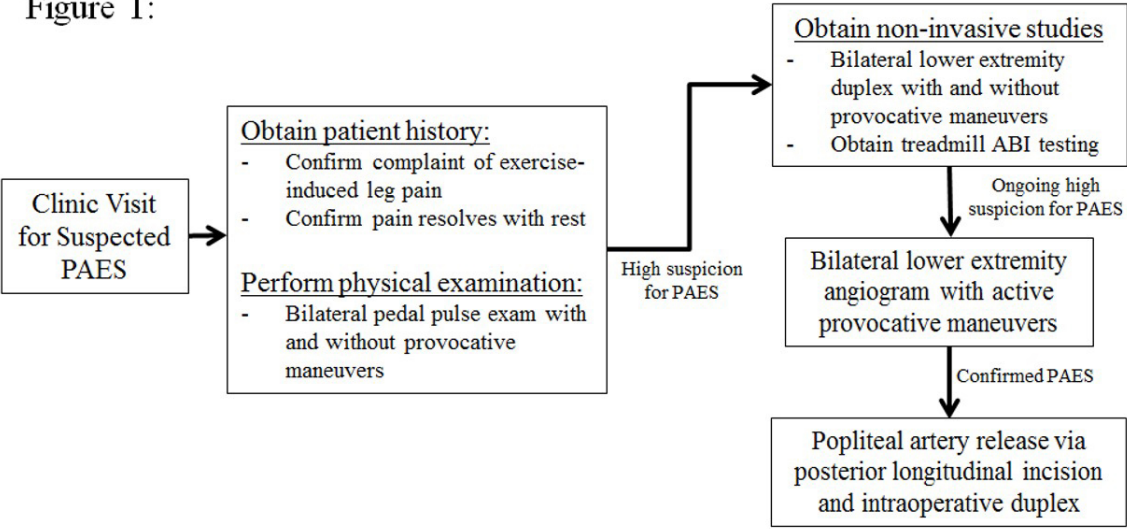 Figure 1:
Clinic Visit
for Suspected
PAES
Obtain patient history:
- Confirm complaint of exercise-
induced leg pain
- Confirm pain resolves with rest
Perform physical examination:
- Bilateral pedal pulse exam with
and without provocative
maneuvers
High suspicion
for PAES
Obtain non-invasive studies
- Bilateral lower extremity
duplex with and without
provocative maneuvers
- Obtain treadmill ABI testing
Ongoing high
suspicion for PAES
Bilateral lower extremity
angiogram with active
provocative maneuvers
Confirmed PAES
Popliteal artery release via
posterior longitudinal incision
and intraoperative duplex